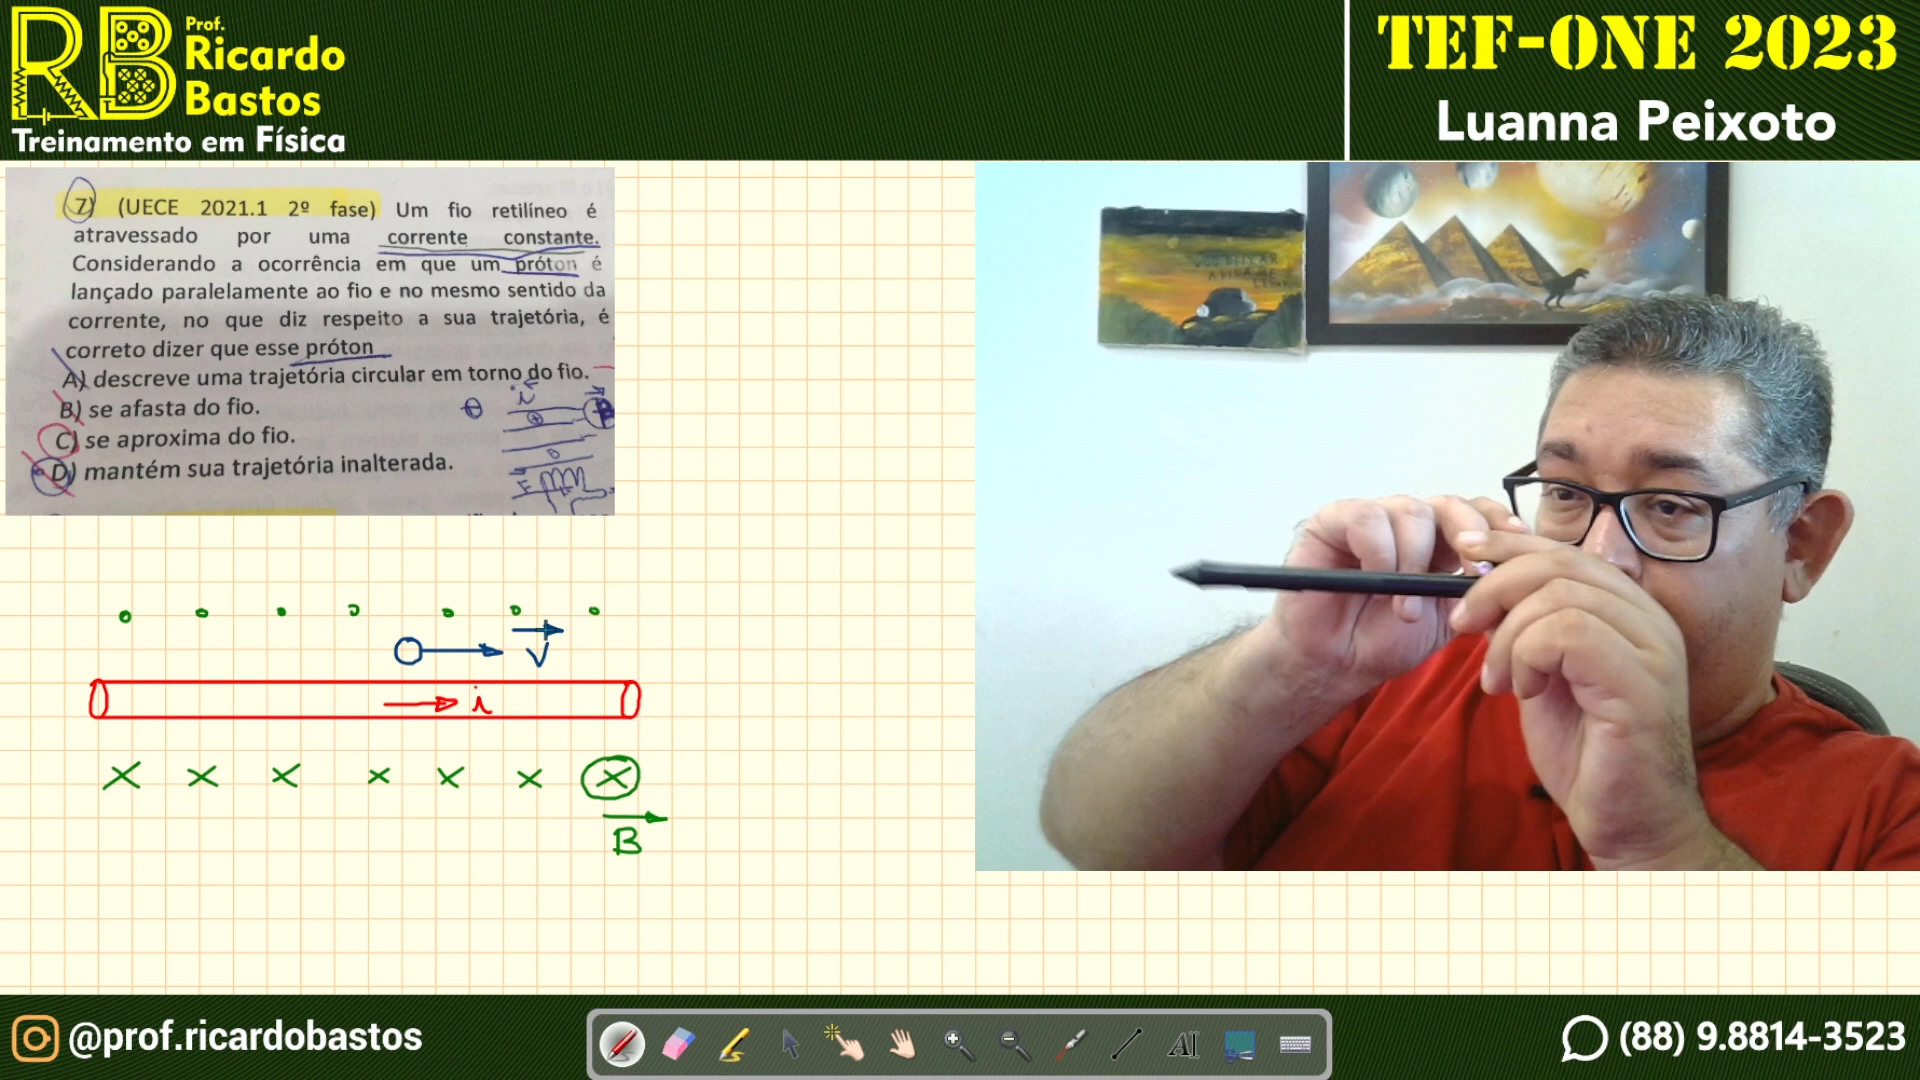 RB
Prof.
Ricardo
Bastos
Treinamento em Física
TEF-ONE 2023
Luanna Peixoto
7) (UECE 2021.1 2º fase) Um fio retilíneo é
atravessado por uma corrente constante.
Considerando a ocorrência em que um próton é
lançado paralelamente ao fio e no mesmo sentido da
corrente, no que diz respeito a sua trajetória, é
correto dizer que esse próton
A) descreve uma trajetória circular em torno do fio.
B) se afasta do fio.
C) se aproxima do fio.
D) mantém sua trajetória inalterada.
i
V
i
B
@prof.ricardobastos
AI
(88) 9.8814-3523